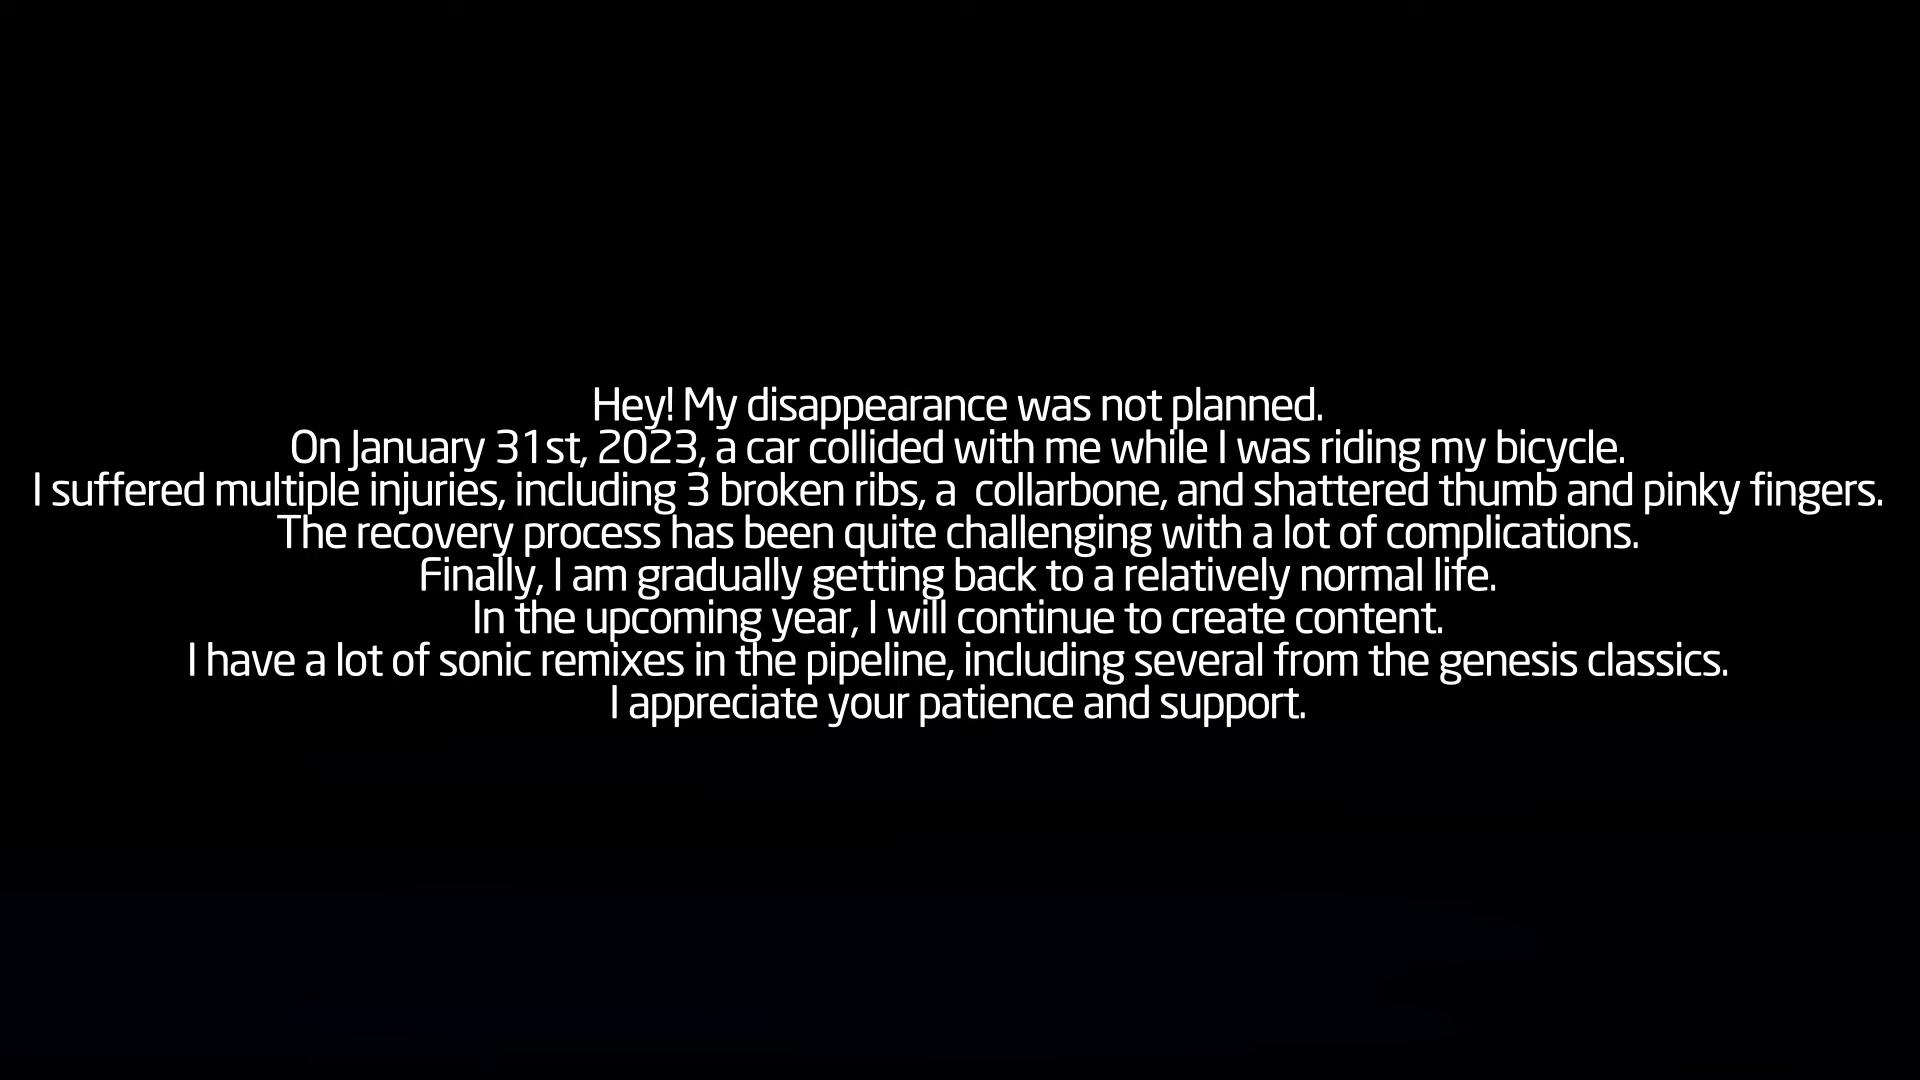 Hey! My disappearance was not planned.
On January 31st, 2023, a car collided with me while I was riding my bicycle.
I suffered multiple injuries, including 3 broken ribs, a  collarbone, and shattered thumb and pinky fingers.
The recovery process has been quite challenging with a lot of complications.
Finally, I am gradually getting back to a relatively normal life.
In the upcoming year, I will continue to create content.
I have a lot of sonic remixes in the pipeline, including several from the genesis classics.
I appreciate your patience and support.